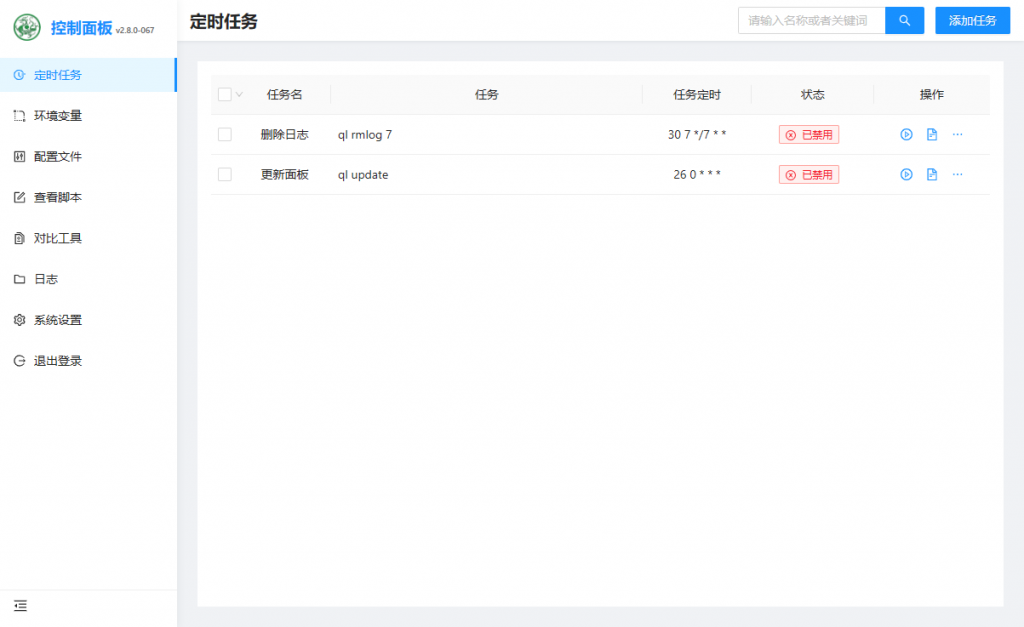 控制面板 v2.8.0-067
定时任务
环境变量
配置文件
查看脚本
对比工具
日志
系统设置
退出登录
定时任务
请输入名称或者关键词
添加任务
任务名 任务 任务定时 状态 操作
删除日志 ql rmlog 7 30 7 */7 * * 已禁用
更新面板 ql update 26 0 * * * 已禁用